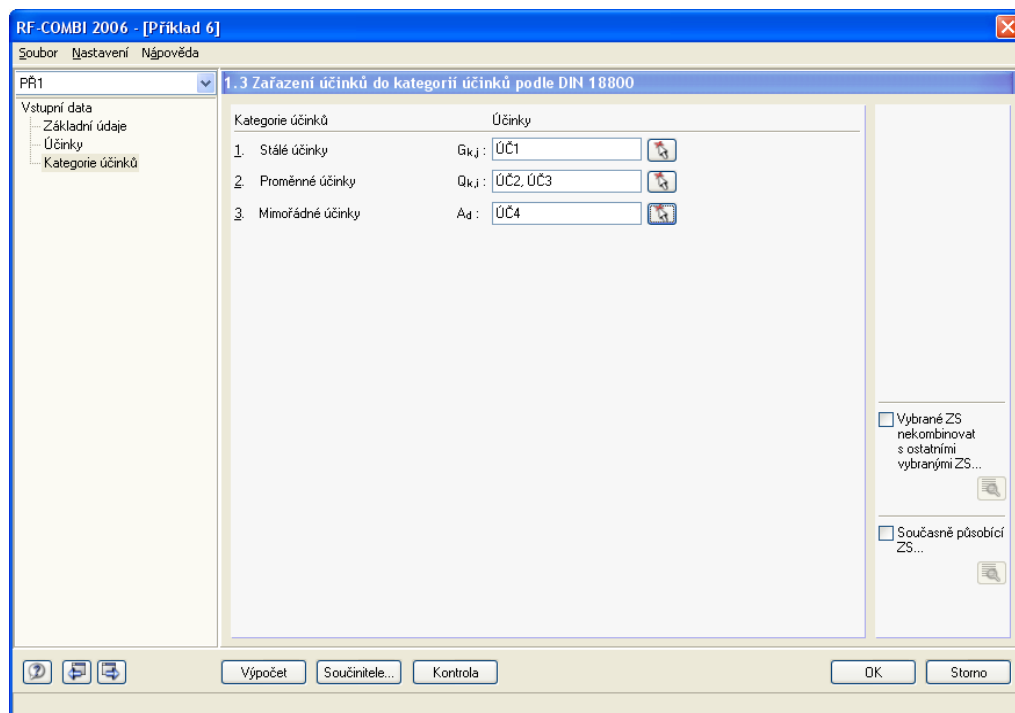 RF-COMBI 2006 - [Příklad 6]
Soubor Nastavení Nápověda
PŘ1
1.3 Zařazení účinků do kategorií účinků podle DIN 18800
Vstupní data
Základní údaje
Účinky
Kategorie účinků
Kategorie účinků Účinky
1. Stálé účinky Gk,j : ÚČ1
2. Proměnné účinky Qk,i : ÚČ2, ÚČ3
3. Mimořádné účinky Ad : ÚČ4
Vybrané ZS
nekombinovat
s ostatními
vybranými ZS...
Současně působící
ZS...
Výpočet Součinitele... Kontrola OK Storno